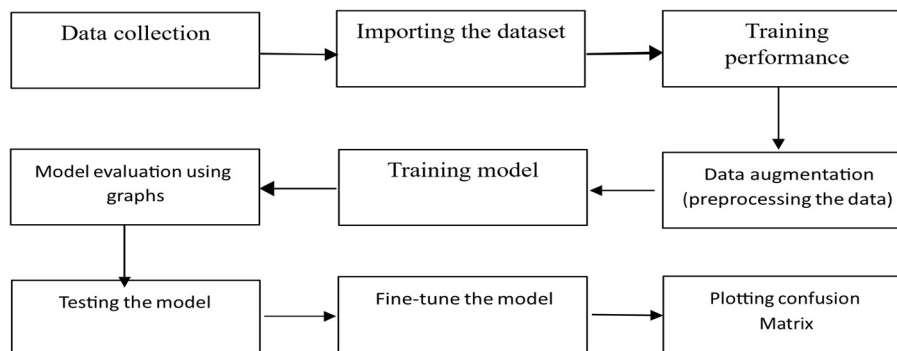 Data collection
Importing the dataset
Training
performance
Data augmentation
(preprocessing the data)
Training model
Model evaluation using
graphs
Testing the model
Fine-tune the model
Plotting confusion
Matrix